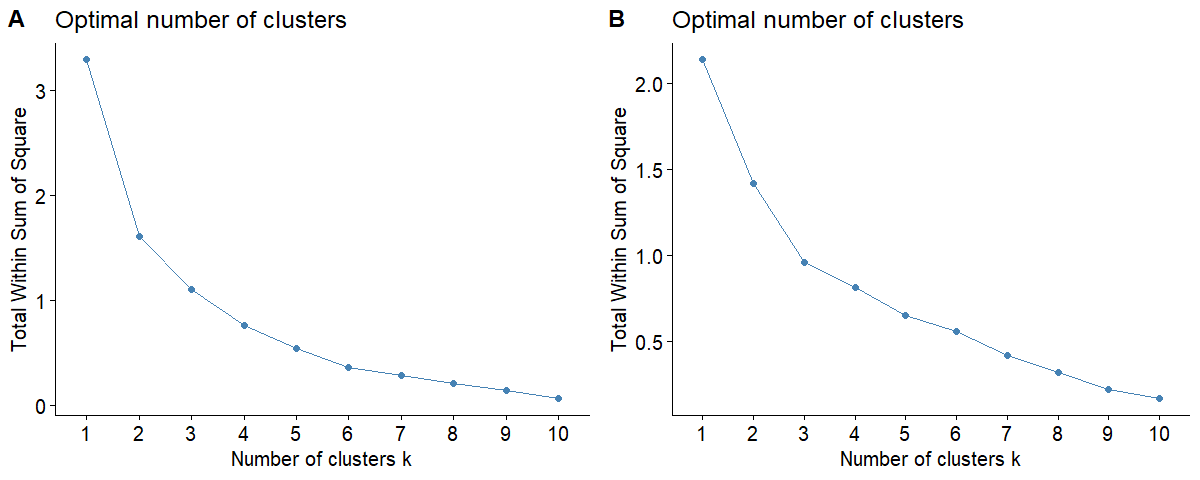 A Optimal number of clusters
Total Within Sum of Square
3
2
1
0
1 2 3 4 5 6 7 8 9 10
Number of clusters k
B Optimal number of clusters
Total Within Sum of Square
2.0
1.5
1.0
0.5
1 2 3 4 5 6 7 8 9 10
Number of clusters k